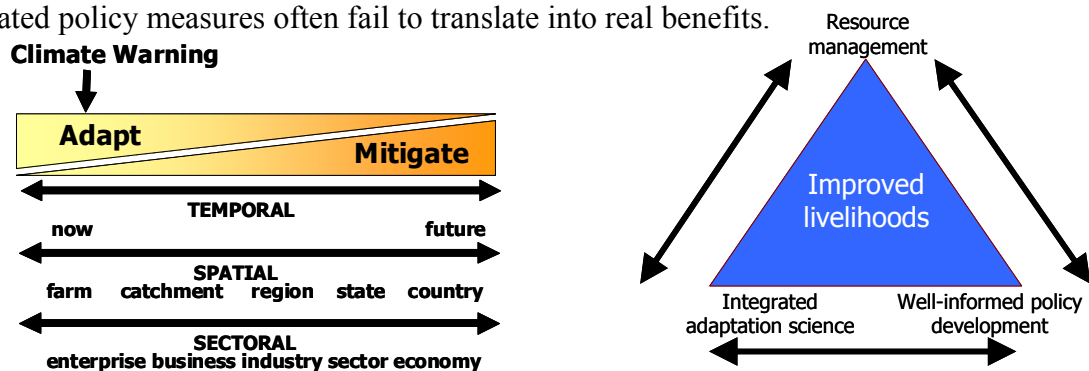 ated policy measures often fail to translate into real benefits.
Climate Warning
Adapt
Mitigate
TEMPORAL
now future
SPATIAL
farm catchment region state country
SECTORAL
enterprise business industry sector economy
Resource
management
Improved
livelihoods
Integrated
adaptation science
Well-informed policy
development